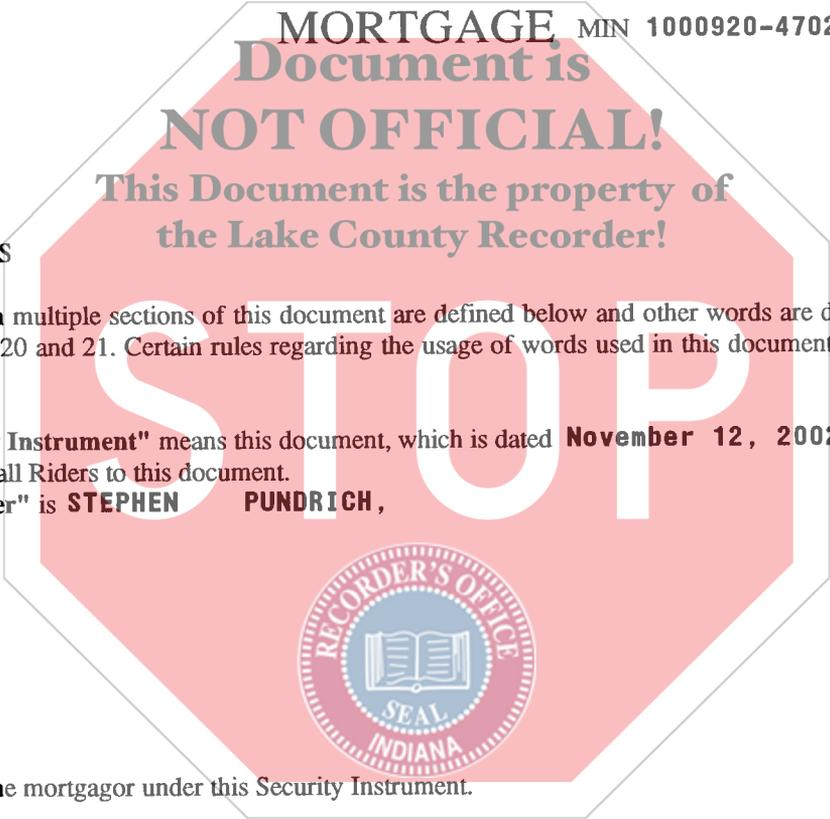 MORTGAGE MIN 1000920-4702
Document is
NOT OFFICIAL!
This Document is the property of
the Lake County Recorder!
S
multiple sections of this document are defined below and other words are d
20 and 21. Certain rules regarding the usage of words used in this document
STOP
Instrument" means this document, which is dated November 12, 2002
all Riders to this document.
er" is STEPHEN PUNDRICH,
RECORDER'S OFFICE
SEAL
INDIANA
e mortgagor under this Security Instrument.